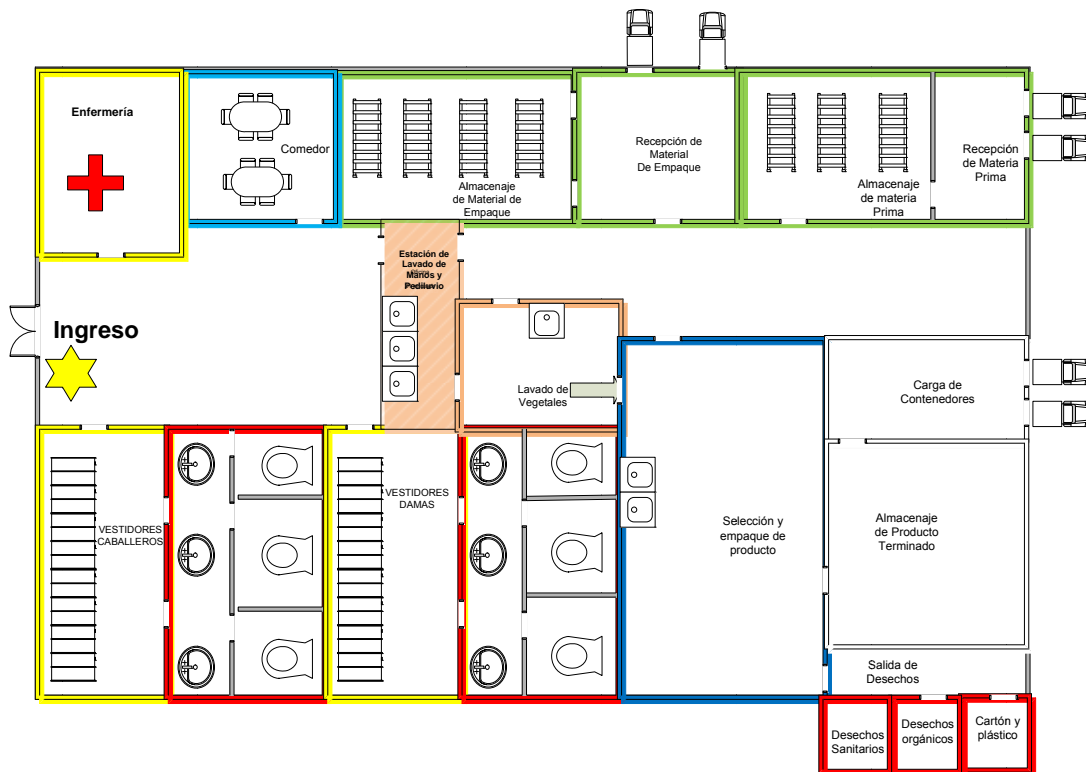 Enfermería
Comedor
Almacenaje
de Material de
Empaque
Recepción de
Material
De Empaque
Almacenaje
de materia
Prima
Recepción
de Materia
Prima
Estación de
Lavado de
Manos y
Pediluvio
Ingreso
Lavado de
Vegetales
Carga de
Contenedores
VESTIDORES
CABALLEROS
VESTIDORES
DAMAS
Selección y
empaque de
producto
Almacenaje
de Producto
Terminado
Salida de
Desechos
Desechos
Sanitarios
Desechos
orgánicos
Cartón y
plástico